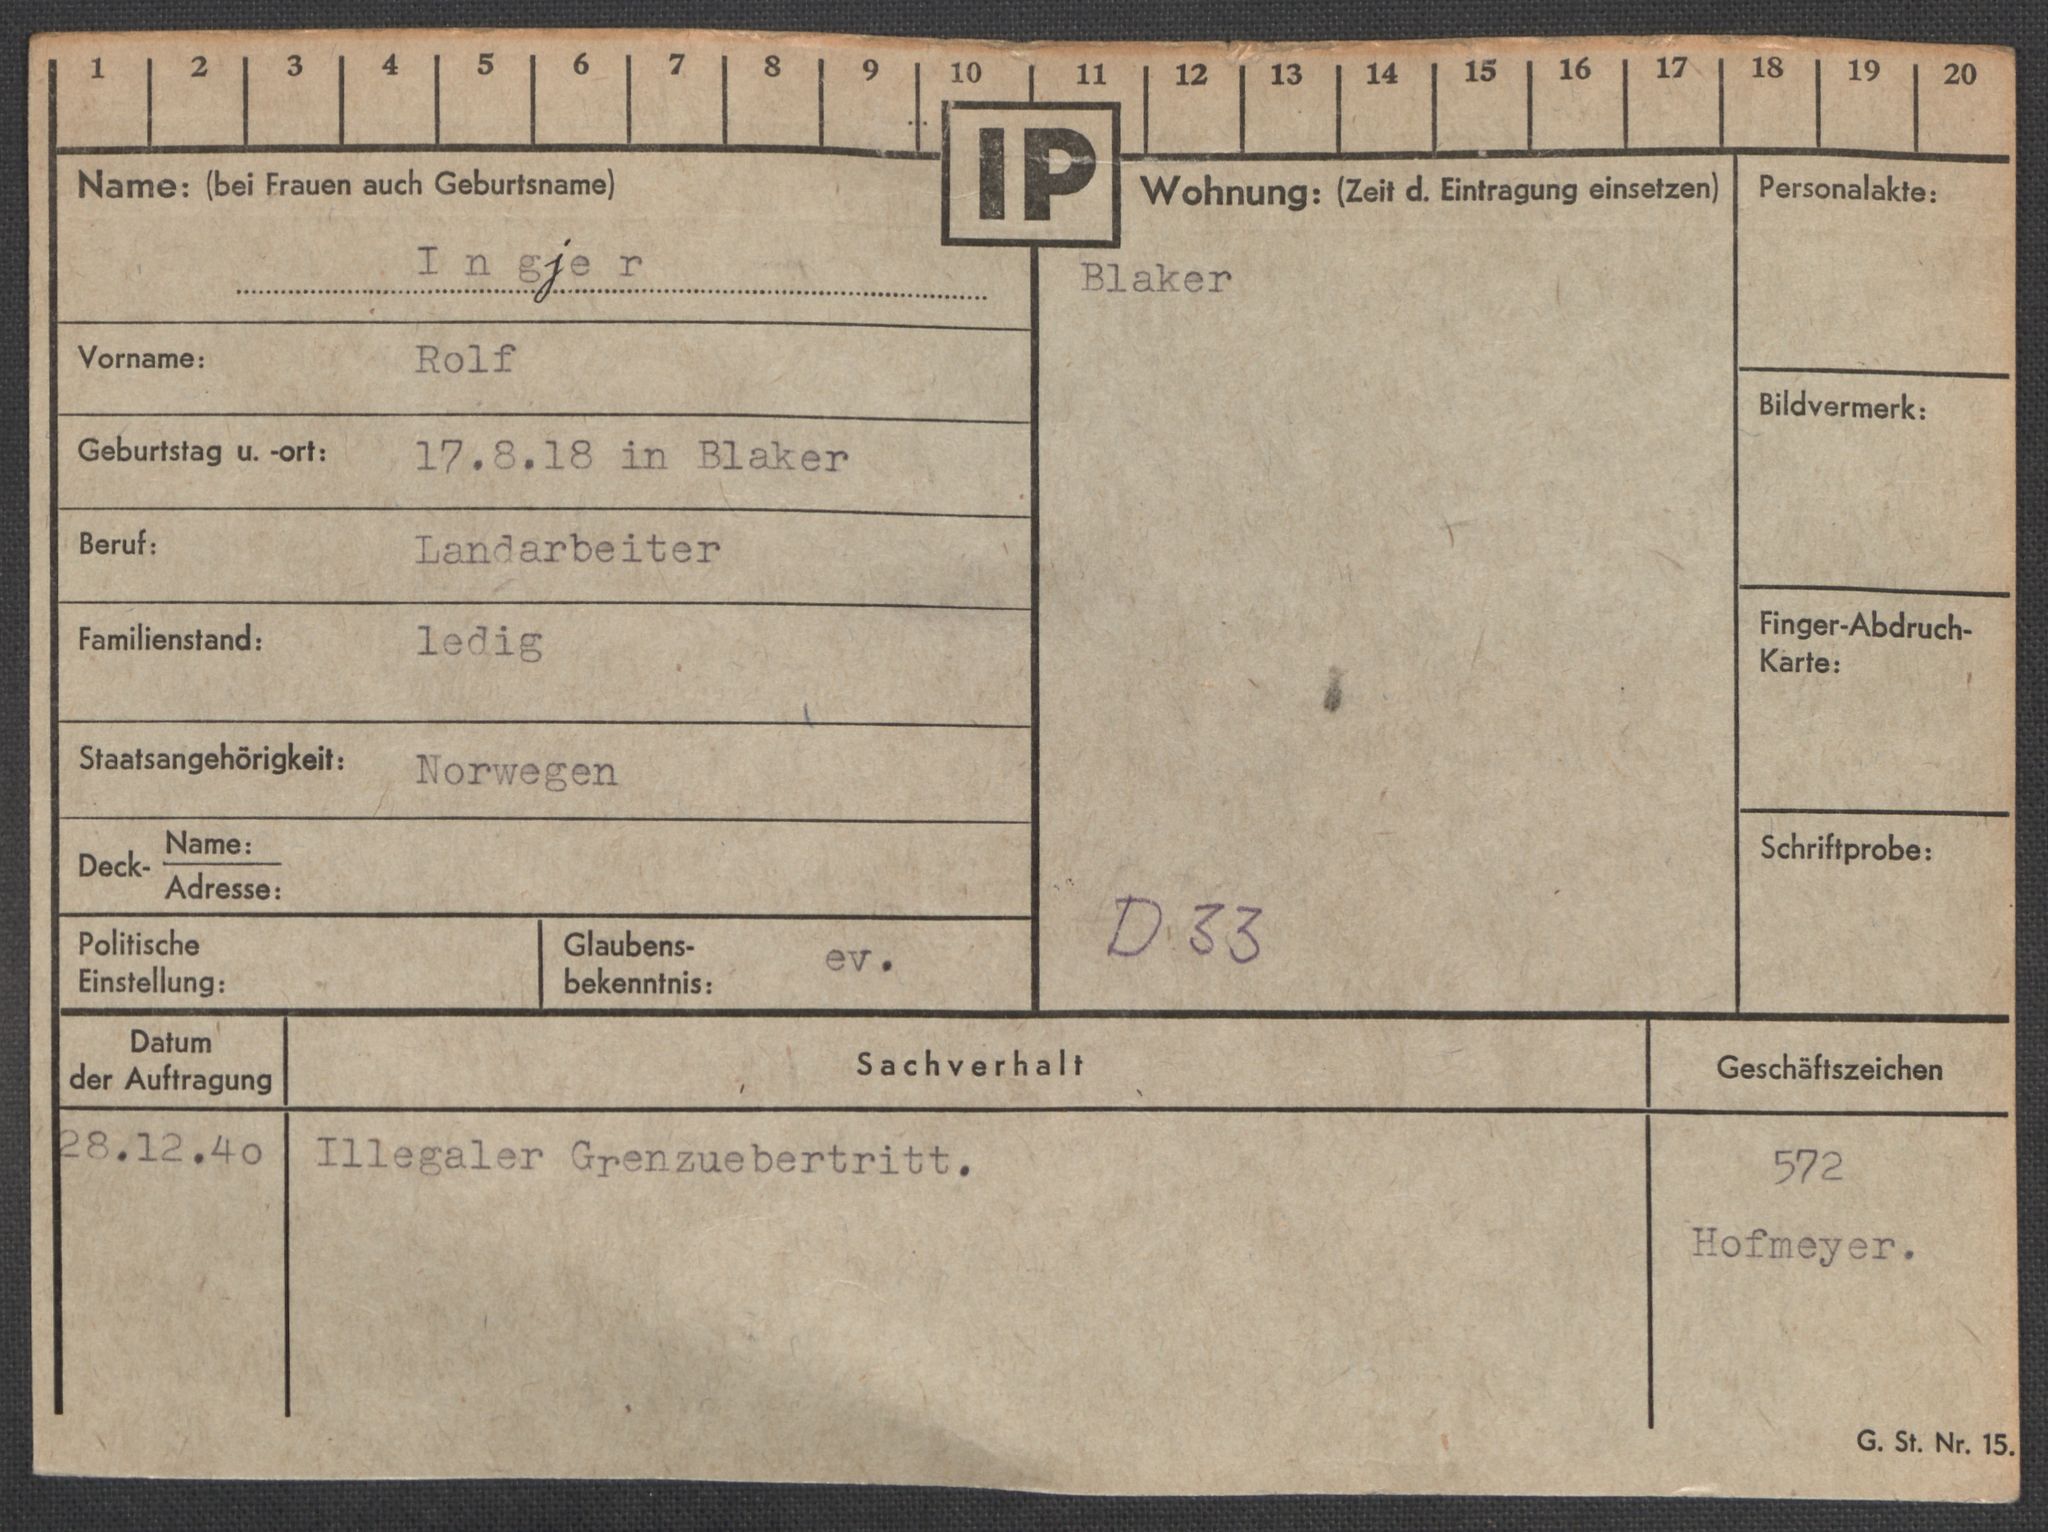 1 2 3 4 5 6 7 8 9 10 11 12 13 14 15 16 17 18 19 20
IP
Name: (bei Frauen auch Geburtsname)
Ingjer
Vorname: Rolf
Geburtstag u. -ort: 17.8.18 in Blaker
Beruf: Landarbeiter
Familienstand: ledig
Staatsangehörigkeit: Norwegen
Deck- Name:
Adresse:
Politische
Einstellung:
Glaubens-
bekenntnis: ev.
Wohnung: (Zeit d. Eintragung einsetzen)
Blaker
D 33
Personalakte:
Bildvermerk:
Finger-Abdruch-
Karte:
Schriftprobe:
Datum
der Auftragung
Sachverhalt
Geschäftszeichen
28.12.4o Illegaler Grenzuebertritt. 572
Hofmeyer.
G. St. Nr. 15.